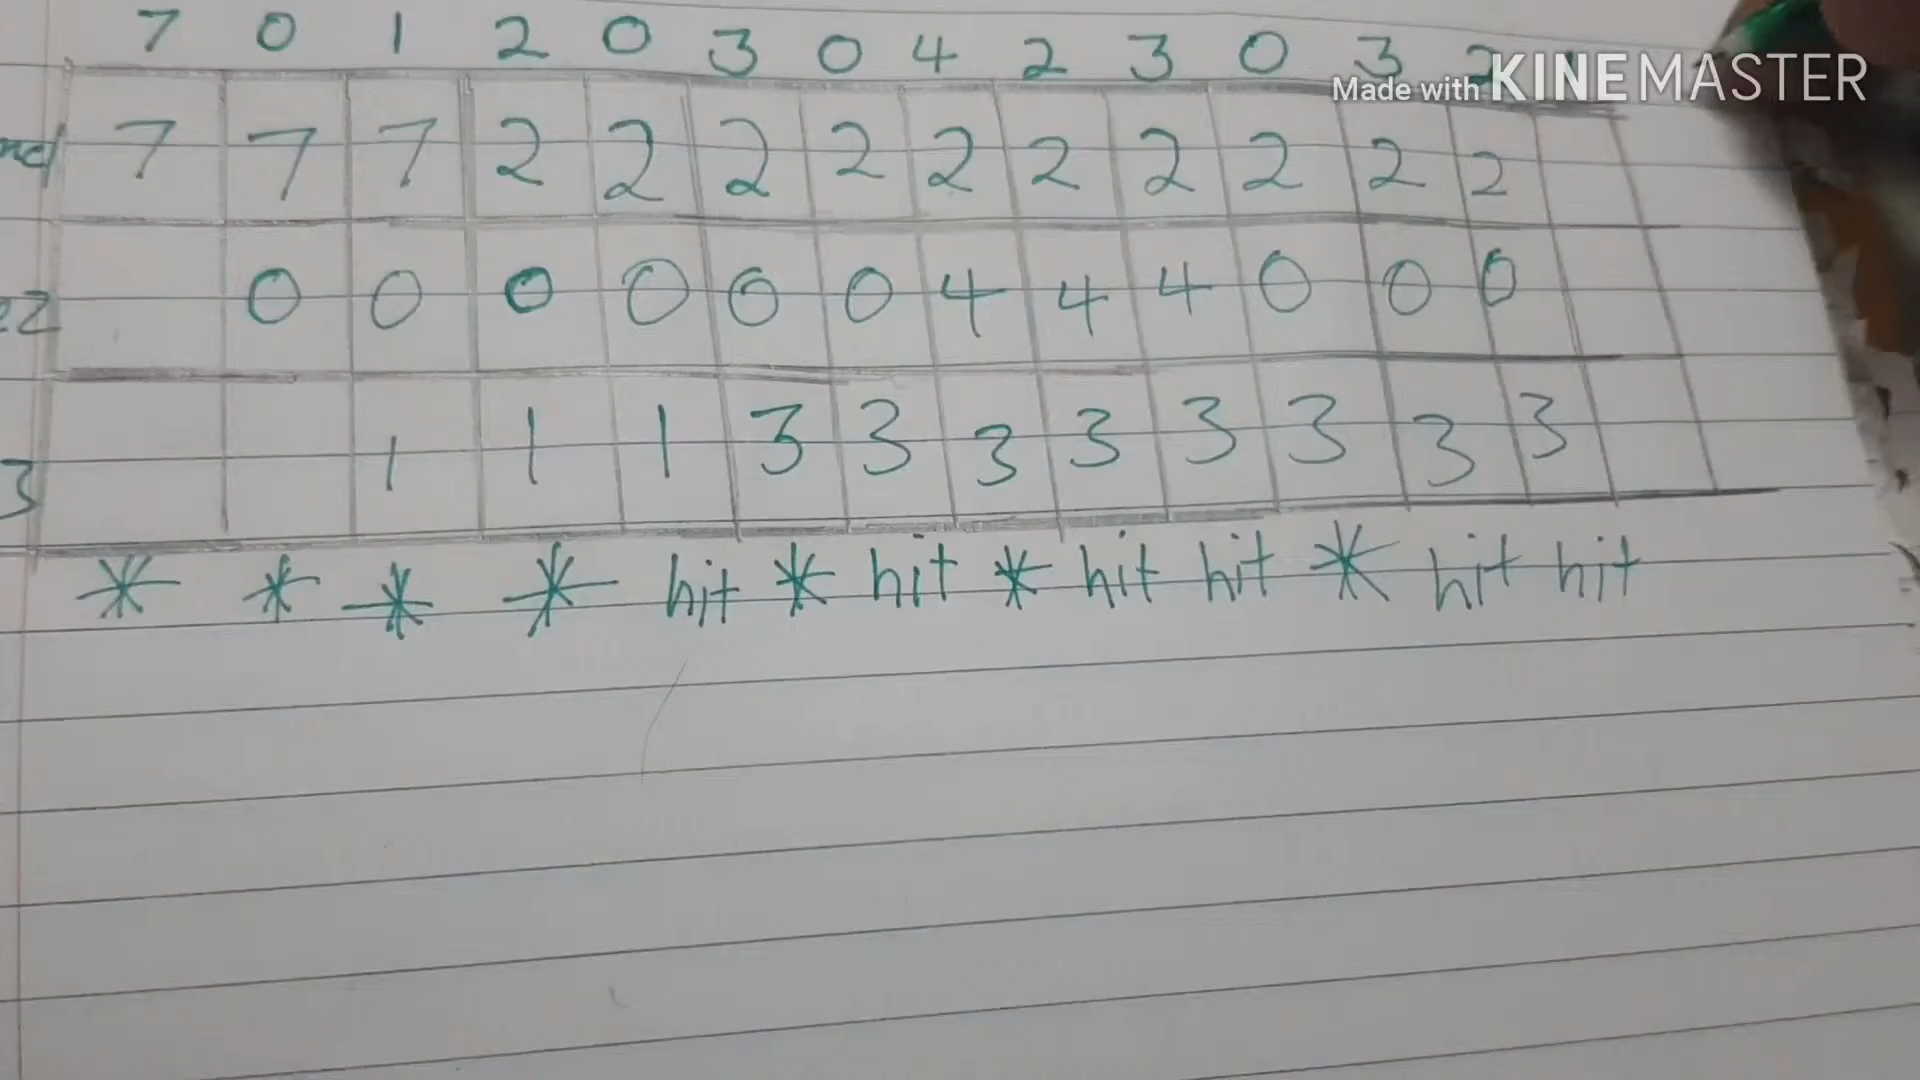 7 0 1 2 0 3 0 4 2 3 0 3 2
Made with KINEMASTER
7 7 7 2 2 2 2 2 2 2 2 2 2
0 0 0 0 0 0 4 4 4 0 0 0
3 1 1 1 3 3 3 3 3 3 3 3
* * * * hit * hit * hit hit * hit hit